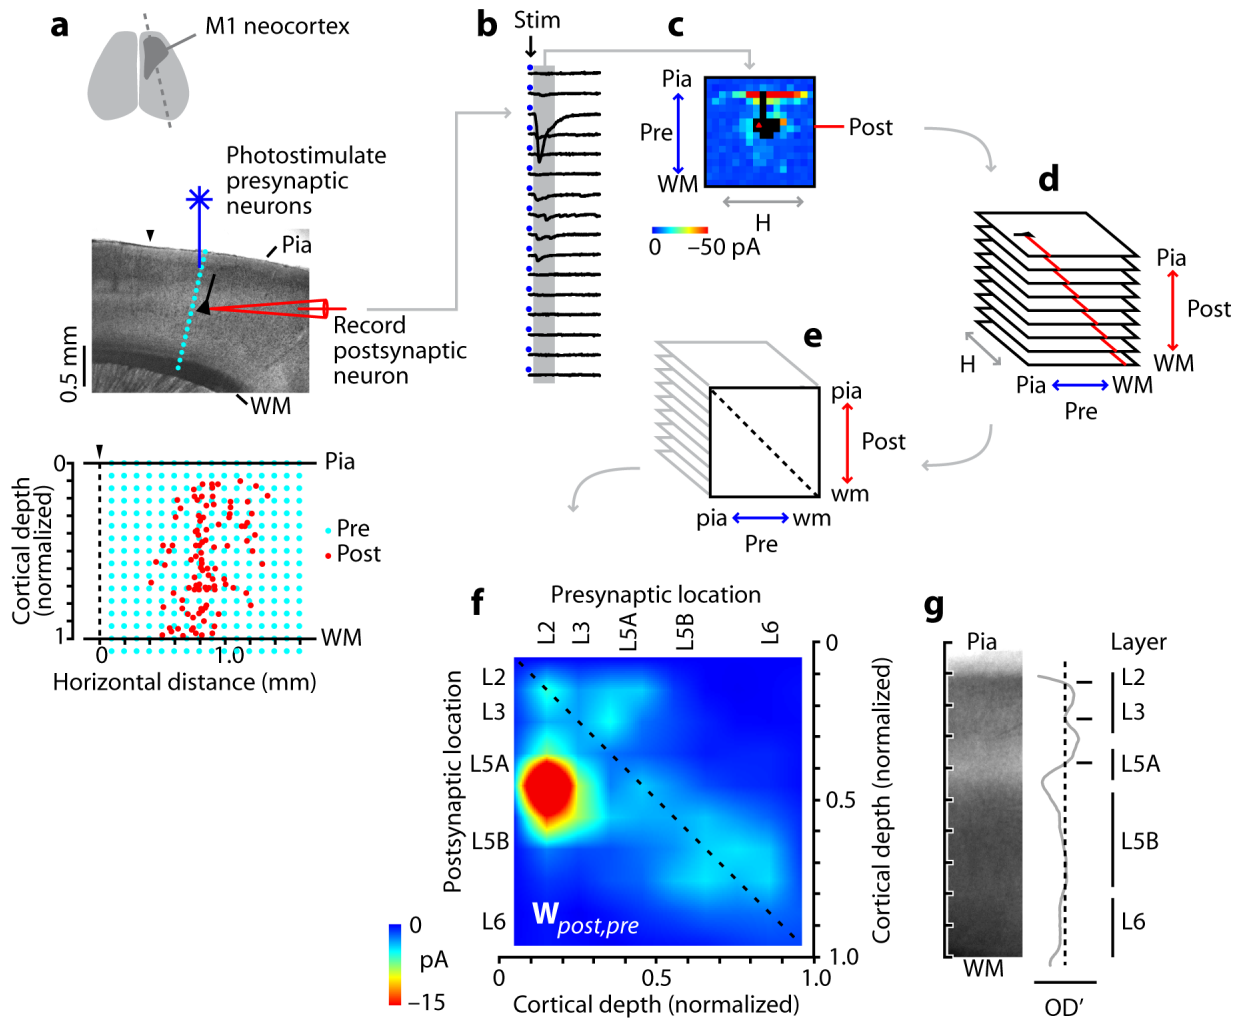 a
M1 neocortex
Photostimulate
presynaptic
neurons
Pia
Record
postsynaptic
neuron
0.5 mm
WM
0
Pia
Cortical depth
(normalized)
Pre
Post
1
WM
0
1.0
Horizontal distance (mm)
b
Stim
c
Pia
Pre
WM
Post
H
0
−50 pA
d
Pia
Post
WM
H
Pia
WM
Pre
e
pia
Post
wm
pia
wm
Pre
f
Presynaptic location
L2
L3
L5A
L5B
L6
Postsynaptic location
L2
L3
L5A
L5B
L6
Wpost,pre
0
0.5
1.0
Cortical depth (normalized)
0
0.5
1.0
Cortical depth (normalized)
0
pA
−15
g
Pia
Layer
L2
L3
L5A
L5B
L6
WM
OD’